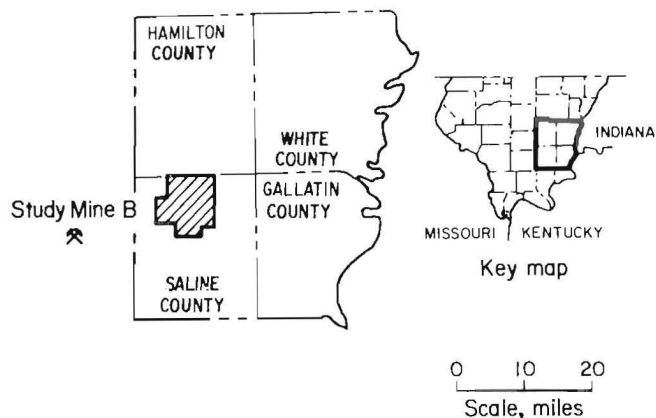 HAMILTON
COUNTY
WHITE
COUNTY
GALLATIN
COUNTY
Study Mine B
SALINE
COUNTY
INDIANA
MISSOURI
KENTUCKY
Key map
0 10 20
Scale, miles